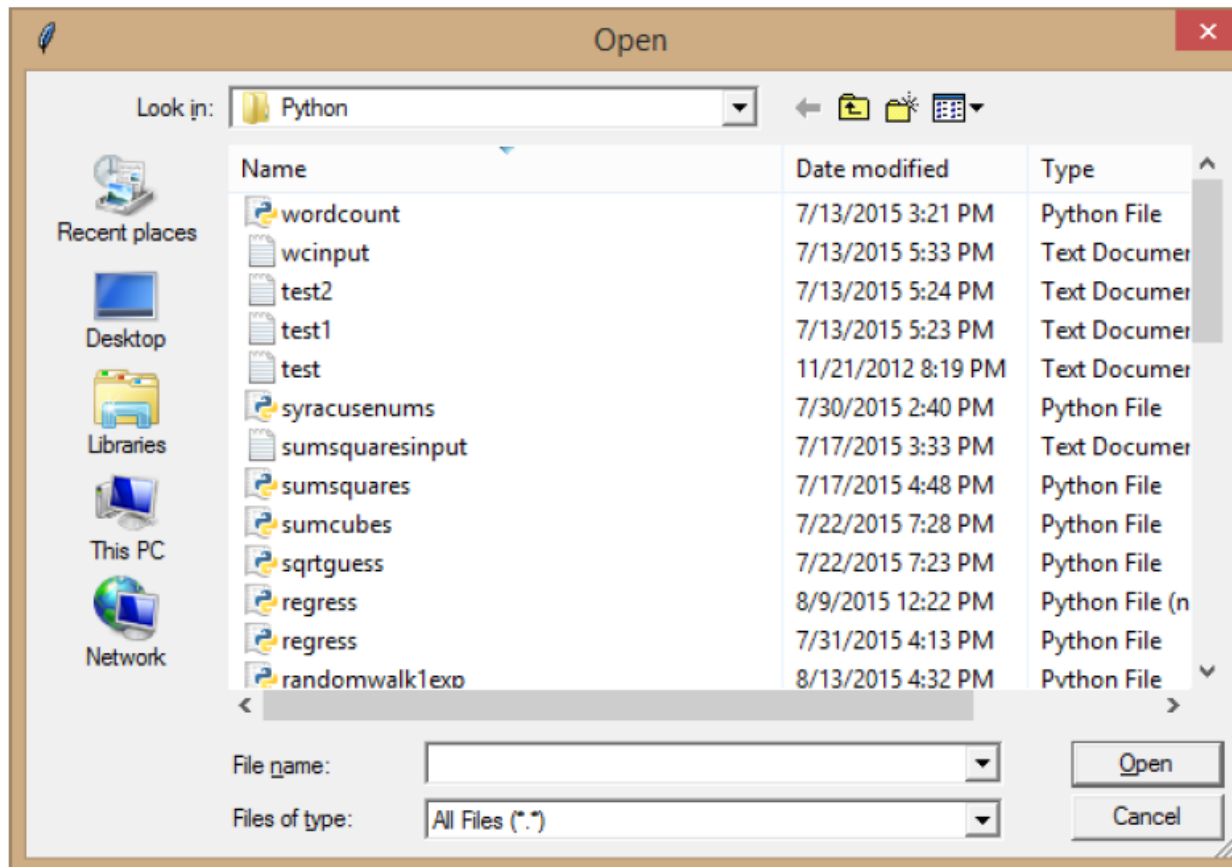 Open
Look in: Python
Name Date modified Type
wordcount 7/13/2015 3:21 PM Python File
wcinput 7/13/2015 5:33 PM Text Documer
test2 7/13/2015 5:24 PM Text Documer
test1 7/13/2015 5:23 PM Text Documer
test 11/21/2012 8:19 PM Text Documer
syracusenums 7/30/2015 2:40 PM Python File
sumsquaresinput 7/17/2015 3:33 PM Text Documer
sumsquares 7/17/2015 4:48 PM Python File
sumcubes 7/22/2015 7:28 PM Python File
sqrtguess 7/22/2015 7:23 PM Python File
regress 8/9/2015 12:22 PM Python File (n
regress 7/31/2015 4:13 PM Python File
randomwalk1exp 8/13/2015 4:32 PM Python File
Recent places
Desktop
Libraries
This PC
Network
File name: Open
Files of type: All Files (*.*) Cancel